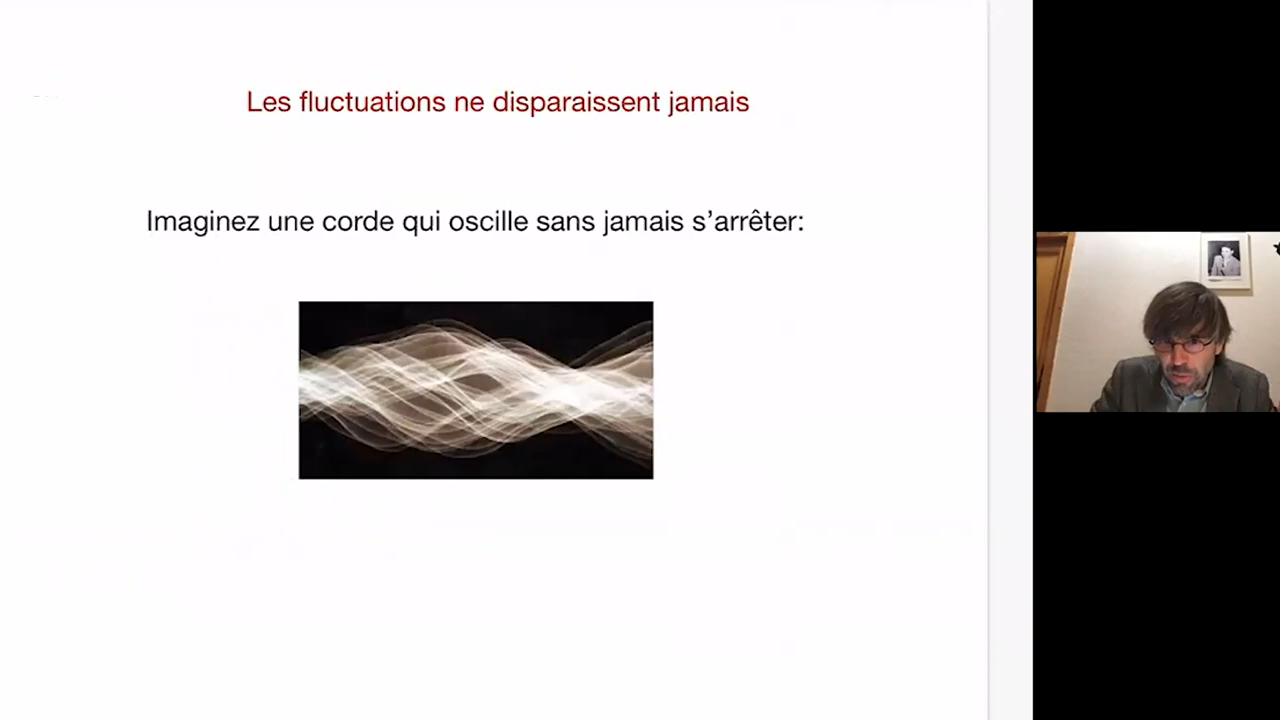 Les fluctuations ne disparaissent jamais
Imaginez une corde qui oscille sans jamais s’arrêter: